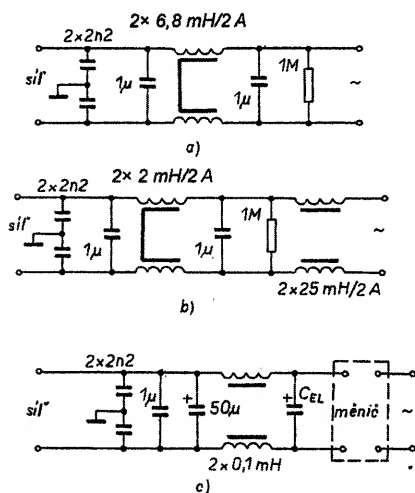 2× 6,8 mH/2 A
2×2n2
1M
síť
1µ
1µ
~
a)
2× 2 mH/2 A
2×2n2
1M
síť
1µ
1µ
~
2×25 mH/2 A
b)
2×2n2
síť
1µ
+
50µ
+
C_EL
měnič
~
2×0,1 mH
c)